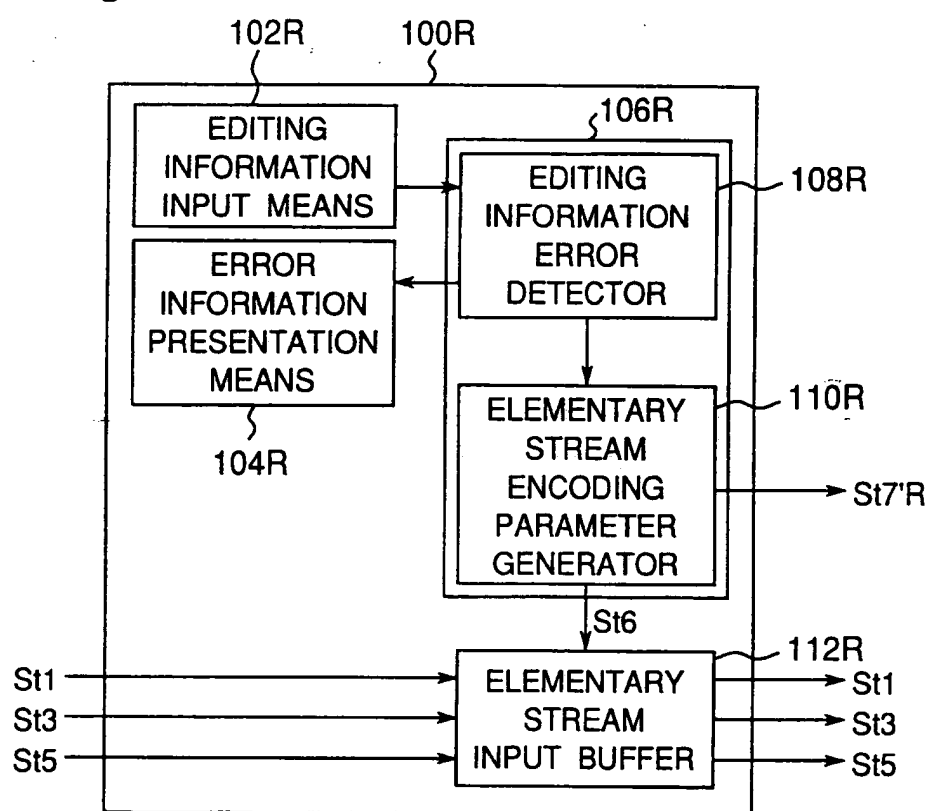 102R
100R
106R
EDITING
INFORMATION
INPUT MEANS
EDITING
INFORMATION
ERROR
DETECTOR
108R
ERROR
INFORMATION
PRESENTATION
MEANS
104R
ELEMENTARY
STREAM
ENCODING
PARAMETER
GENERATOR
110R
St7'R
St6
112R
St1
St3
St5
ELEMENTARY
STREAM
INPUT BUFFER
St1
St3
St5